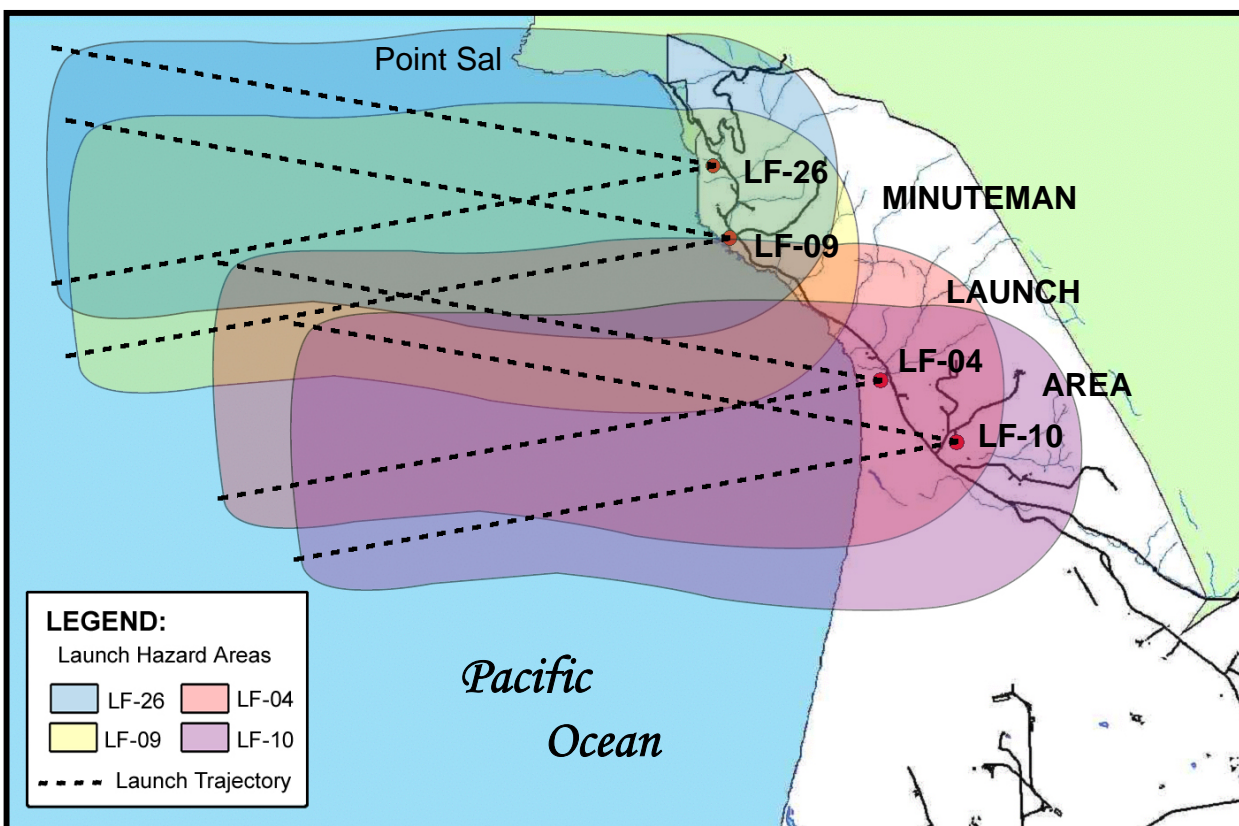 Point Sal
LF-26
MINUTEMAN
LF-09
LAUNCH
LF-04
AREA
LF-10
Pacific
Ocean
LEGEND:
Launch Hazard Areas
LF-26
LF-04
LF-09
LF-10
Launch Trajectory